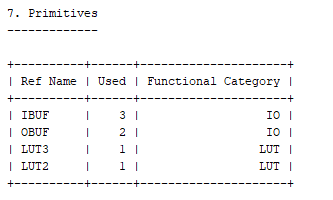 7. Primitives
-------------
+----------+------+---------------------+
| Ref Name | Used | Functional Category |
+----------+------+---------------------+
| IBUF     |    3 |                  IO |
| OBUF     |    2 |                  IO |
| LUT3     |    1 |                 LUT |
| LUT2     |    1 |                 LUT |
+----------+------+---------------------+